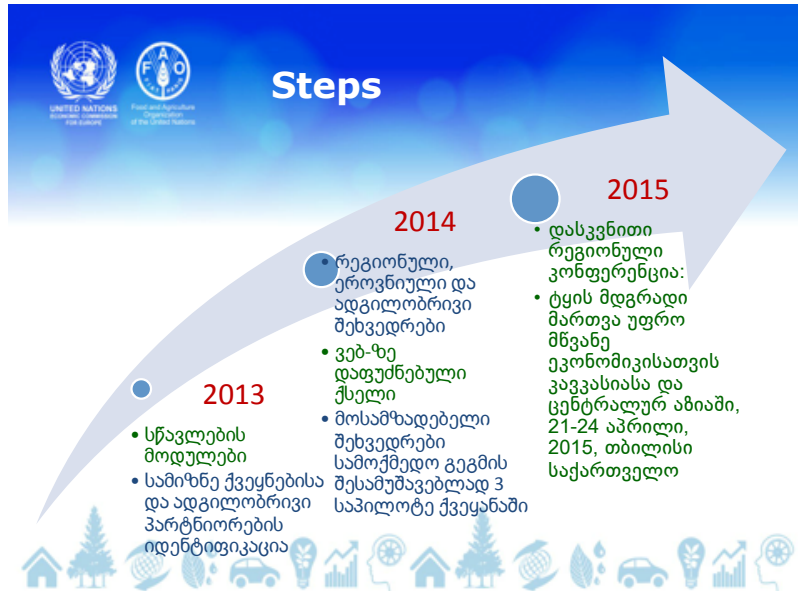 UNITED NATIONS
ECONOMIC COMMISSION
FOR EUROPE
F A O
FIAT PANIS
Food and Agriculture
Organization
of the United Nations
Steps
2013
• სწავლების
მოდულები
• სამიზნე ქვეყნებისა
და ადგილობრივი
პარტნიორების
იდენტიფიკაცია
2014
• რეგიონული,
ეროვნიული და
ადგილობრივი
შეხვედრები
• ვებ-ზე
დაფუძნებული
ქსელი
• მოსამზადებელი
შეხვედრები
სამოქმედო გეგმის
შესამუშავებლად 3
საპილოტე ქვეყანაში
2015
• დასკვნითი
რეგიონული
კონფერენცია:
• ტყის მდგრადი
მართვა უფრო
მწვანე
ეკონომიკისათვის
კავკასიასა და
ცენტრალურ აზიაში,
21-24 აპრილი,
2015, თბილისი
საქართველო